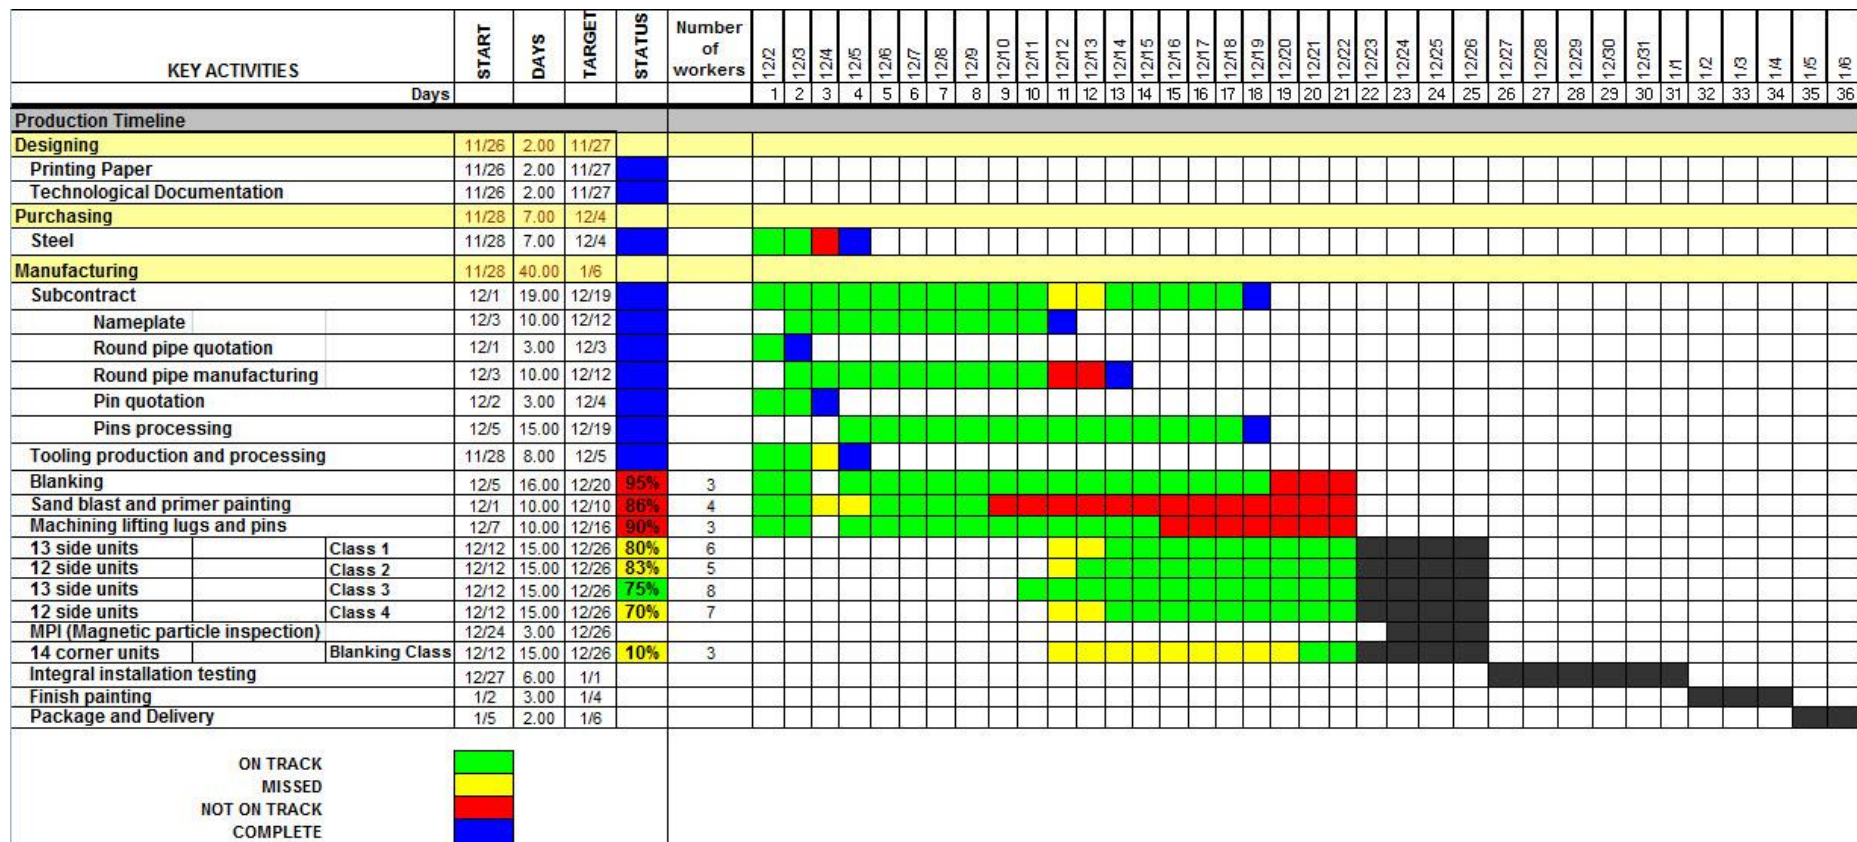 KEY ACTIVITIES START DAYS TARGET STATUS Number of workers 12/2 12/3 12/4 12/5 12/6 12/7 12/8 12/9 12/10 12/11 12/12 12/13 12/14 12/15 12/16 12/17 12/18 12/19 12/20 12/21 12/22 12/23 12/24 12/25 12/26 12/27 12/28 12/29 12/30 12/31 1/1 1/2 1/3 1/4 1/5 1/6
Days 1 2 3 4 5 6 7 8 9 10 11 12 13 14 15 16 17 18 19 20 21 22 23 24 25 26 27 28 29 30 31 32 33 34 35 36
Production Timeline
Designing 11/26 2.00 11/27
Printing Paper 11/26 2.00 11/27
Technological Documentation 11/26 2.00 11/27
Purchasing 11/28 7.00 12/4
Steel 11/28 7.00 12/4
Manufacturing 11/28 40.00 1/6
Subcontract 12/1 19.00 12/19
Nameplate 12/3 10.00 12/12
Round pipe quotation 12/1 3.00 12/3
Round pipe manufacturing 12/3 10.00 12/12
Pin quotation 12/2 3.00 12/4
Pins processing 12/5 15.00 12/19
Tooling production and processing 11/28 8.00 12/5
Blanking 12/5 16.00 12/20 95% 3
Sand blast and primer painting 12/1 10.00 12/10 86% 4
Machining lifting lugs and pins 12/7 10.00 12/16 90% 3
13 side units Class 1 12/12 15.00 12/26 80% 6
12 side units Class 2 12/12 15.00 12/26 83% 5
13 side units Class 3 12/12 15.00 12/26 75% 8
12 side units Class 4 12/12 15.00 12/26 70% 7
MPI (Magnetic particle inspection) 12/24 3.00 12/26
14 corner units Blanking Class 12/12 15.00 12/26 10% 3
Integral installation testing 12/27 6.00 1/1
Finish painting 1/2 3.00 1/4
Package and Delivery 1/5 2.00 1/6
ON TRACK
MISSED
NOT ON TRACK
COMPLETE